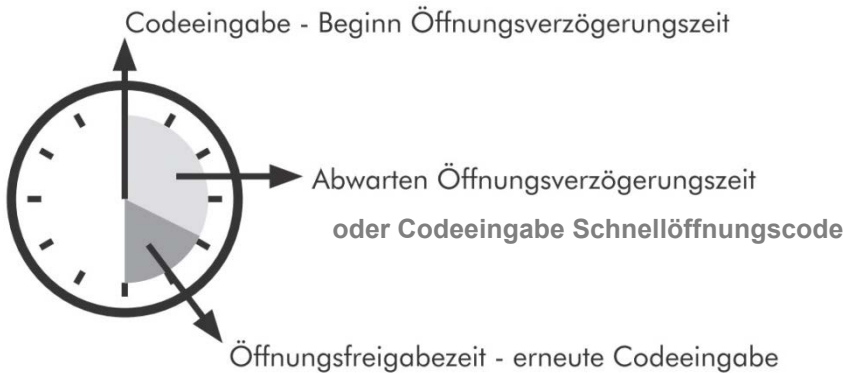 Codeeingabe - Beginn Öffnungsverzögerungszeit
Abwarten Öffnungsverzögerungszeit
oder Codeeingabe Schnellöffnungscode
Öffnungsfreigabezeit - erneute Codeeingabe